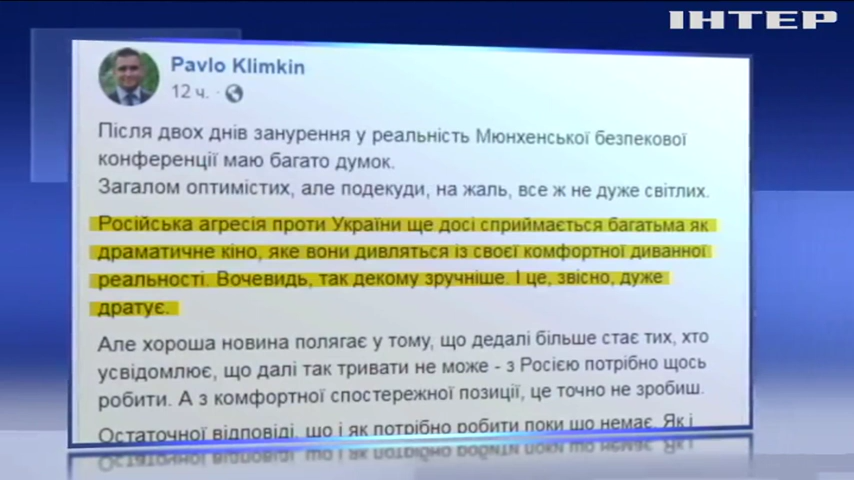 ІНТЕР
Pavlo Klimkin
12 ч. ·
Після двох днів занурення у реальність Мюнхенської безпекової
конференції маю багато думок.
Загалом оптимістих, але подекуди, на жаль, все ж не дуже світлих.
Російська агресія проти України ще досі сприймається багатьма як
драматичне кіно, яке вони дивляться із своєї комфортної диванної
реальності. Вочевидь, так декому зручніше. І це, звісно, дуже
дратує.
Але хороша новина полягає у тому, що дедалі більше стає тих, хто
усвідомлює, що далі так тривати не може - з Росією потрібно щось
робити. А з комфортної спостережної позиції, це точно не зробиш.
Остаточної відповіді, що і як потрібно робити поки що немає. Як і